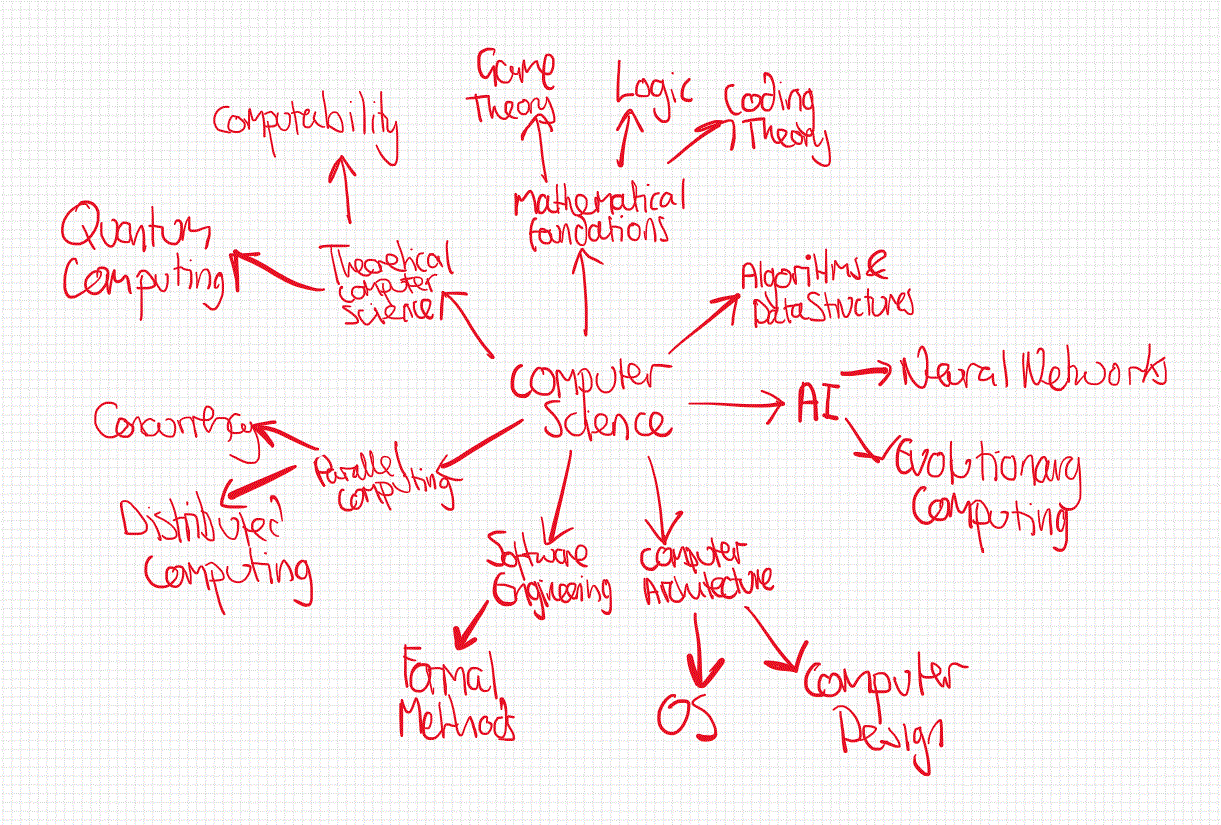 Game
Theory
Logic
Coding
Theory
Computability
Mathematical
foundations
Quantum
Computing
Theoretical
computer
science
Algorithms &
Data Structures
Computer
Science
AI
Neural Networks
Evolutionary
Computing
Concurrency
Parallel
Computing
Distributed
Computing
Software
Engineering
Computer
Architecture
Formal
Methods
OS
Computer
Design